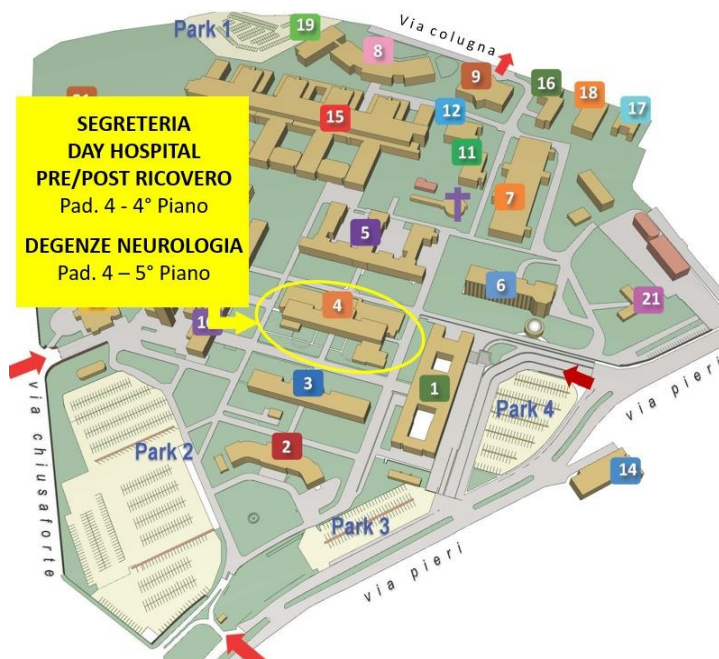 Via colugna
Park 1
19
8
9
16
18
17
12
15
11
SEGRETERIA
DAY HOSPITAL
PRE/POST RICOVERO
Pad. 4 - 4° Piano
DEGENZE NEUROLOGIA
Pad. 4 – 5° Piano
7
5
6
21
4
3
1
Park 4
via pieri
via chiusaforte
Park 2
2
14
Park 3
via pieri